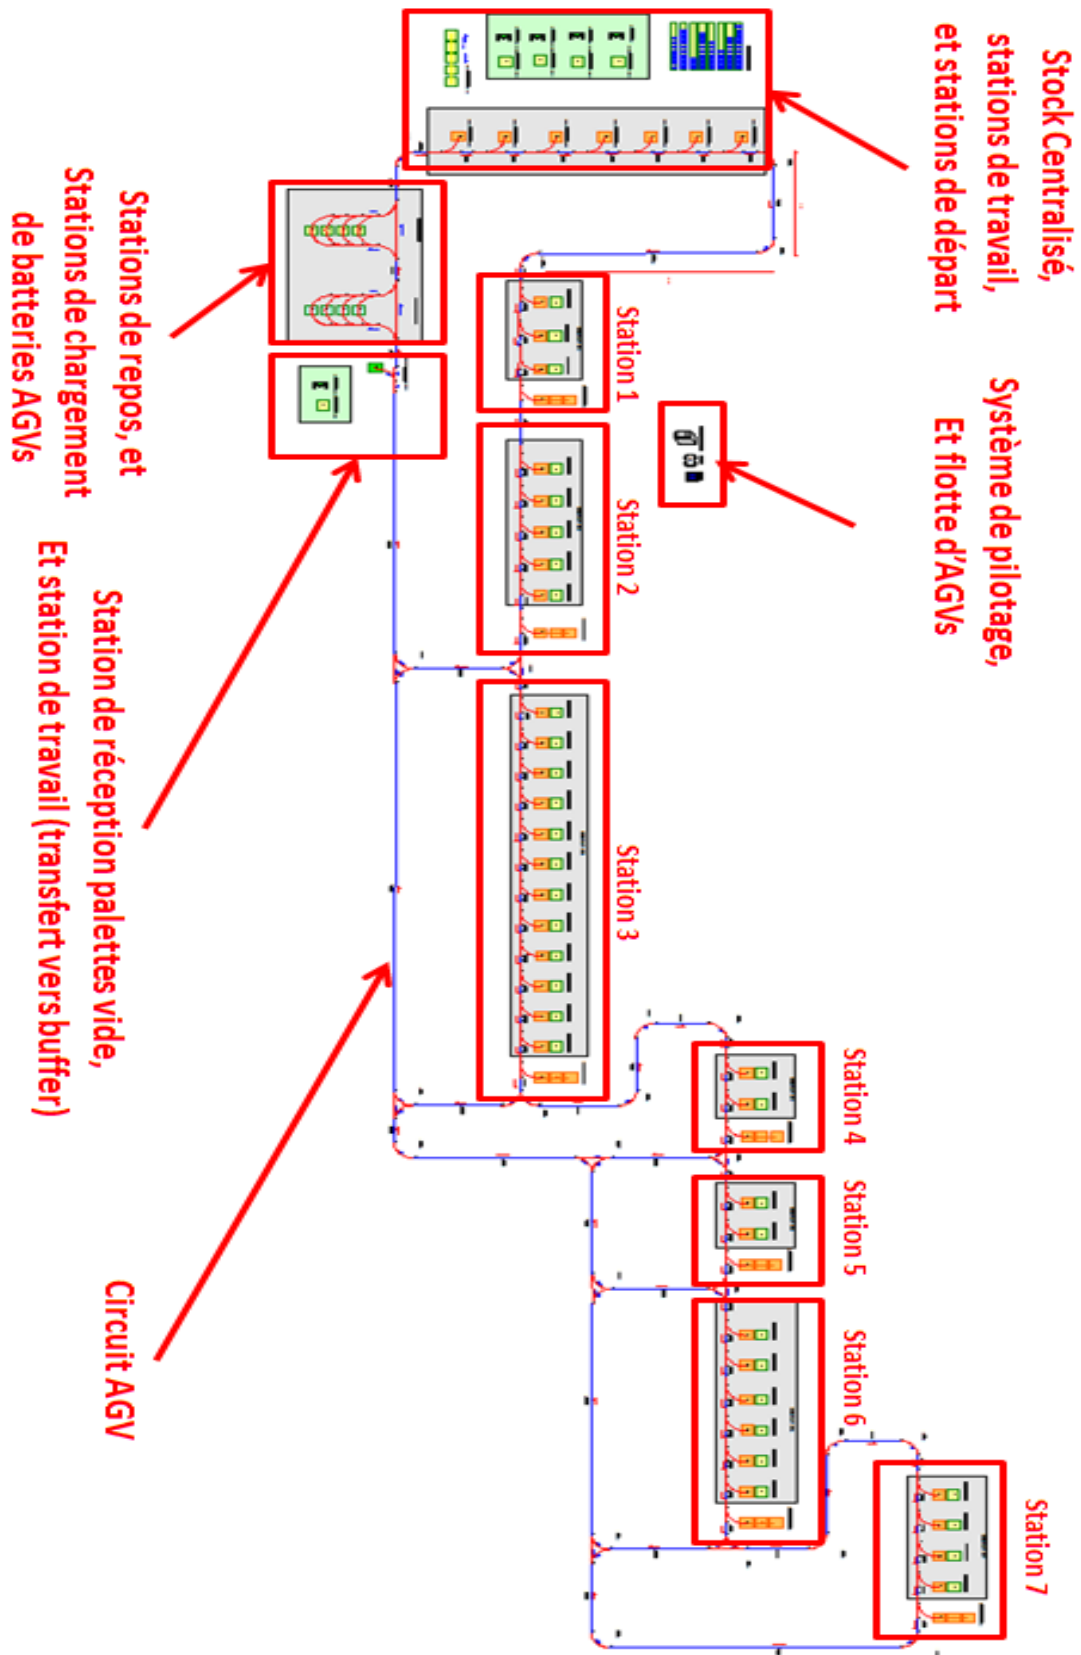 Stock Centralisé,
stations de travail,
et stations de départ
Système de pilotage,
Et flotte d'AGVs
Station 1
Station 2
Station 3
Station 4
Station 5
Station 6
Station 7
Stations de repos, et
Stations de chargement
de batteries AGVs
Station de réception palettes vide,
Et station de travail (transfert vers buffer)
Circuit AGV